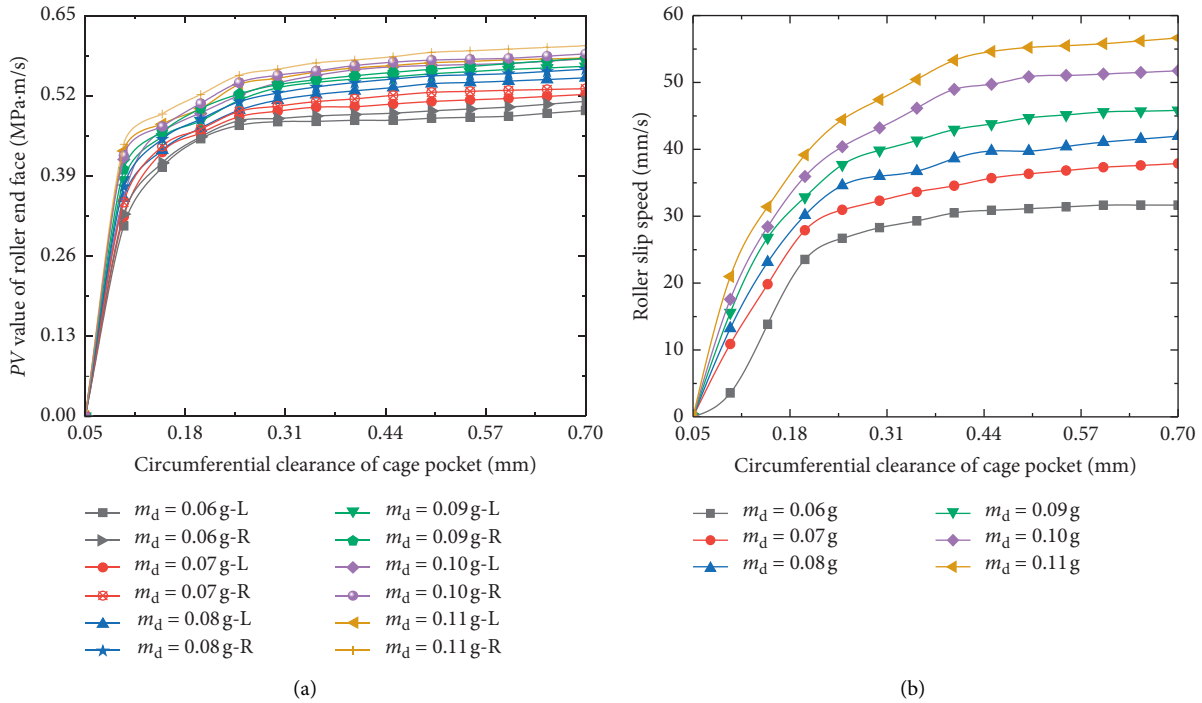 0.65
0.52
0.39
0.26
0.13
0.00
PV value of roller end face (MPa·m/s)
0.05 0.18 0.31 0.44 0.57 0.70
Circumferential clearance of cage pocket (mm)
m_d = 0.06 g-L
m_d = 0.06 g-R
m_d = 0.07 g-L
m_d = 0.07 g-R
m_d = 0.08 g-L
m_d = 0.08 g-R
m_d = 0.09 g-L
m_d = 0.09 g-R
m_d = 0.10 g-L
m_d = 0.10 g-R
m_d = 0.11 g-L
m_d = 0.11 g-R
(a)
60
50
40
30
20
10
0
Roller slip speed (mm/s)
0.05 0.18 0.31 0.44 0.57 0.70
Circumferential clearance of cage pocket (mm)
m_d = 0.06 g
m_d = 0.07 g
m_d = 0.08 g
m_d = 0.09 g
m_d = 0.10 g
m_d = 0.11 g
(b)